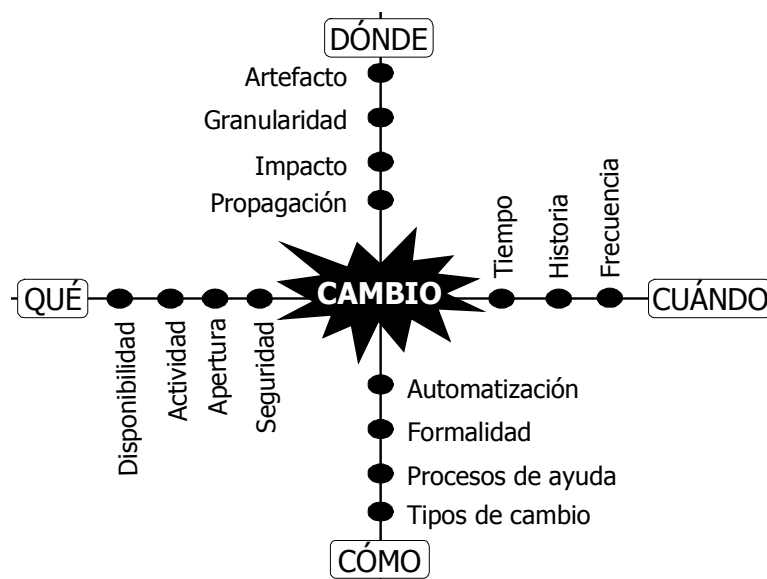 DÓNDE
Artefacto
Granularidad
Impacto
Propagación
Tiempo
Historia
Frecuencia
QUÉ
CAMBIO
CUÁNDO
Disponibilidad
Actividad
Apertura
Seguridad
Automatización
Formalidad
Procesos de ayuda
Tipos de cambio
CÓMO